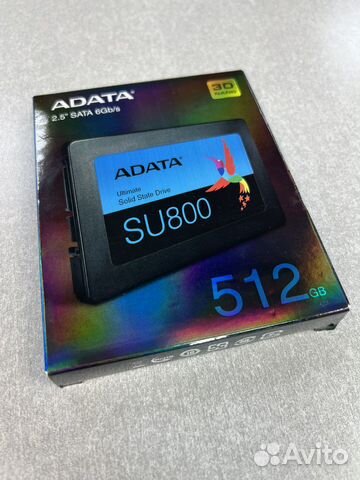 ADATA
2.5" SATA 6Gb/s
3D
NAND
ADATA
Ultimate
Solid State Drive
SU800
512GB
Avito